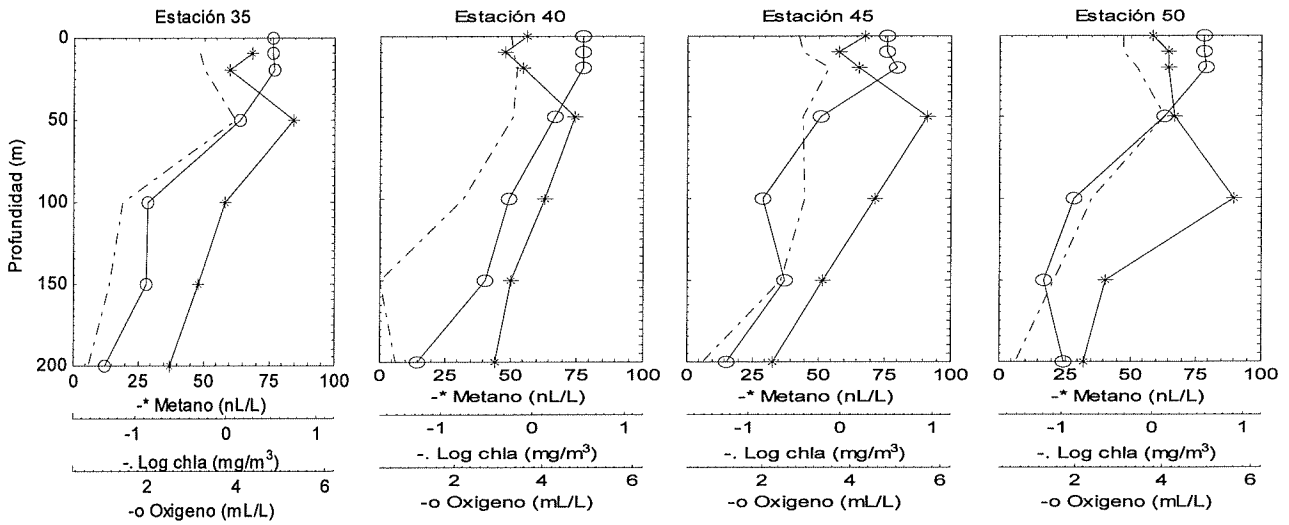 Estación 35 Estación 40 Estación 45 Estación 50
Profundidad (m)
0
50
100
150
200
0 25 50 75 100 0 25 50 75 100 0 25 50 75 100 0 25 50 75 100
-* Metano (nL/L) -* Metano (nL/L) -* Metano (nL/L) -* Metano (nL/L)
-1 0 1 -1 0 1 -1 0 1 -1 0 1
-. Log chla (mg/m³) -. Log chla (mg/m³) -. Log chla (mg/m³) -. Log chla (mg/m³)
2 4 6 2 4 6 2 4 6 2 4 6
-o Oxigeno (mL/L) -o Oxigeno (mL/L) -o Oxigeno (mL/L) -o Oxigeno (mL/L)